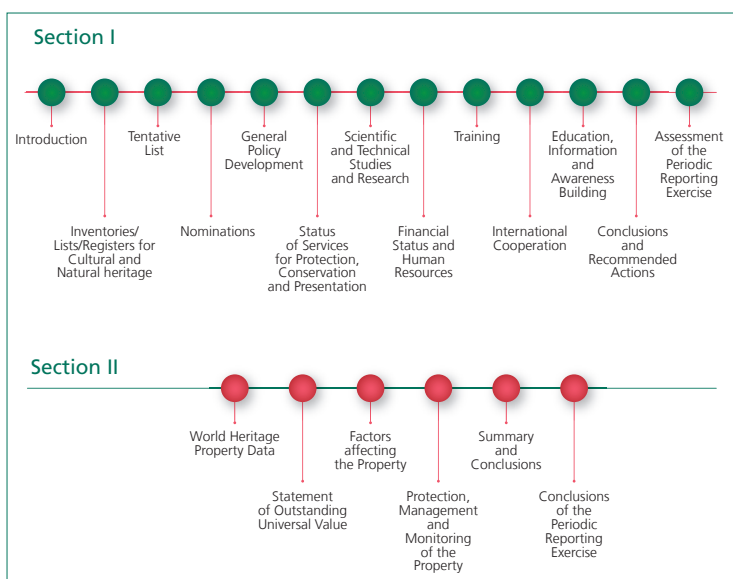 Section I
Introduction
Inventories/
Lists/Registers for
Cultural and
Natural heritage
Tentative
List
Nominations
General
Policy
Development
Status
of Services
for Protection,
Conservation
and Presentation
Scientific
and Technical
Studies
and Research
Financial
Status and
Human
Resources
Training
International
Cooperation
Education,
Information
and
Awareness
Building
Conclusions
and
Recommended
Actions
Assessment
of the
Periodic
Reporting
Exercise
Section II
World Heritage
Property Data
Statement
of Outstanding
Universal Value
Factors
affecting
the Property
Protection,
Management
and
Monitoring
of the
Property
Summary
and
Conclusions
Conclusions
of the
Periodic
Reporting
Exercise